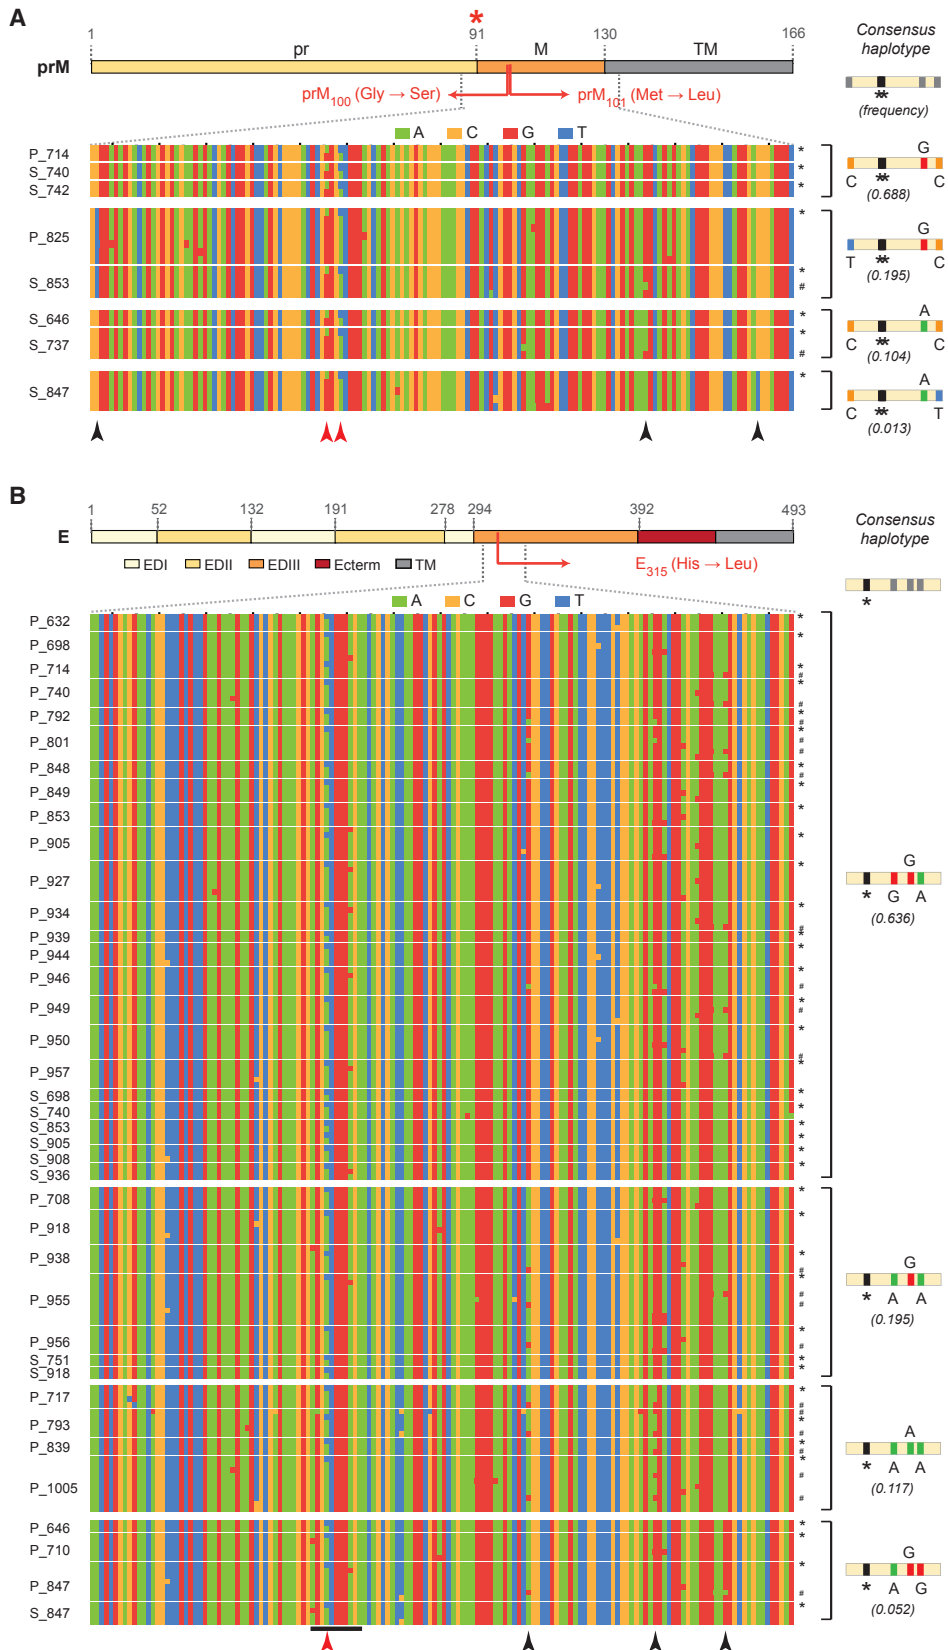 A
*
1
91
130
166
pr
M
TM
prM
prM100 (Gly → Ser)
prM101 (Met → Leu)
Consensus
haplotype
**
(frequency)
A C G T
P_714 *
S_740 *
S_742 *
G
C ** C
(0.688)
P_825 *
S_853 *
#
G
T ** C
(0.195)
S_646 *
S_737 *
#
A
C ** C
(0.104)
S_847 *
A
C ** T
(0.013)
B
1
52
132
191
278
294
392
493
E
EDI EDII EDIII Ecterm TM
E315 (His → Leu)
Consensus
haplotype
*
A C G T
P_632 *
P_698 *
P_714 *
#
P_740 *
#
P_792 *
#
P_801 *
#
#
P_848 *
#
P_849 *
P_853 *
P_905 *
P_927 *
P_934 *
#
P_939 *
P_944 *
P_946 *
#
P_949 *
#
P_950 *
#
P_957 *
S_698 *
S_740 *
S_853 *
S_905 *
S_908 *
S_936 *
G
* G A
(0.636)
P_708 *
P_918 *
P_938 *
#
P_955 *
#
#
P_956 *
#
S_751 *
S_918 *
G
* A A
(0.195)
P_717 *
#
P_793 #
*
#
P_839 *
#
P_1005 *
#
#
A
* A A
(0.117)
P_646 *
P_710 *
P_847 *
#
S_847 *
G
* A G
(0.052)